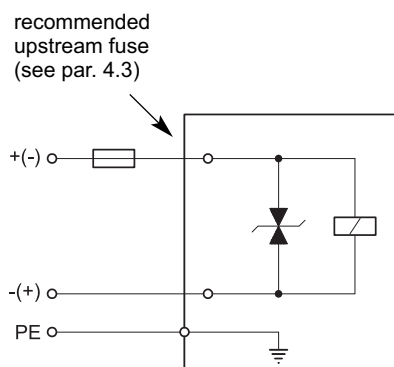 recommended
upstream fuse
(see par. 4.3)
+(-)
-(+)
PE